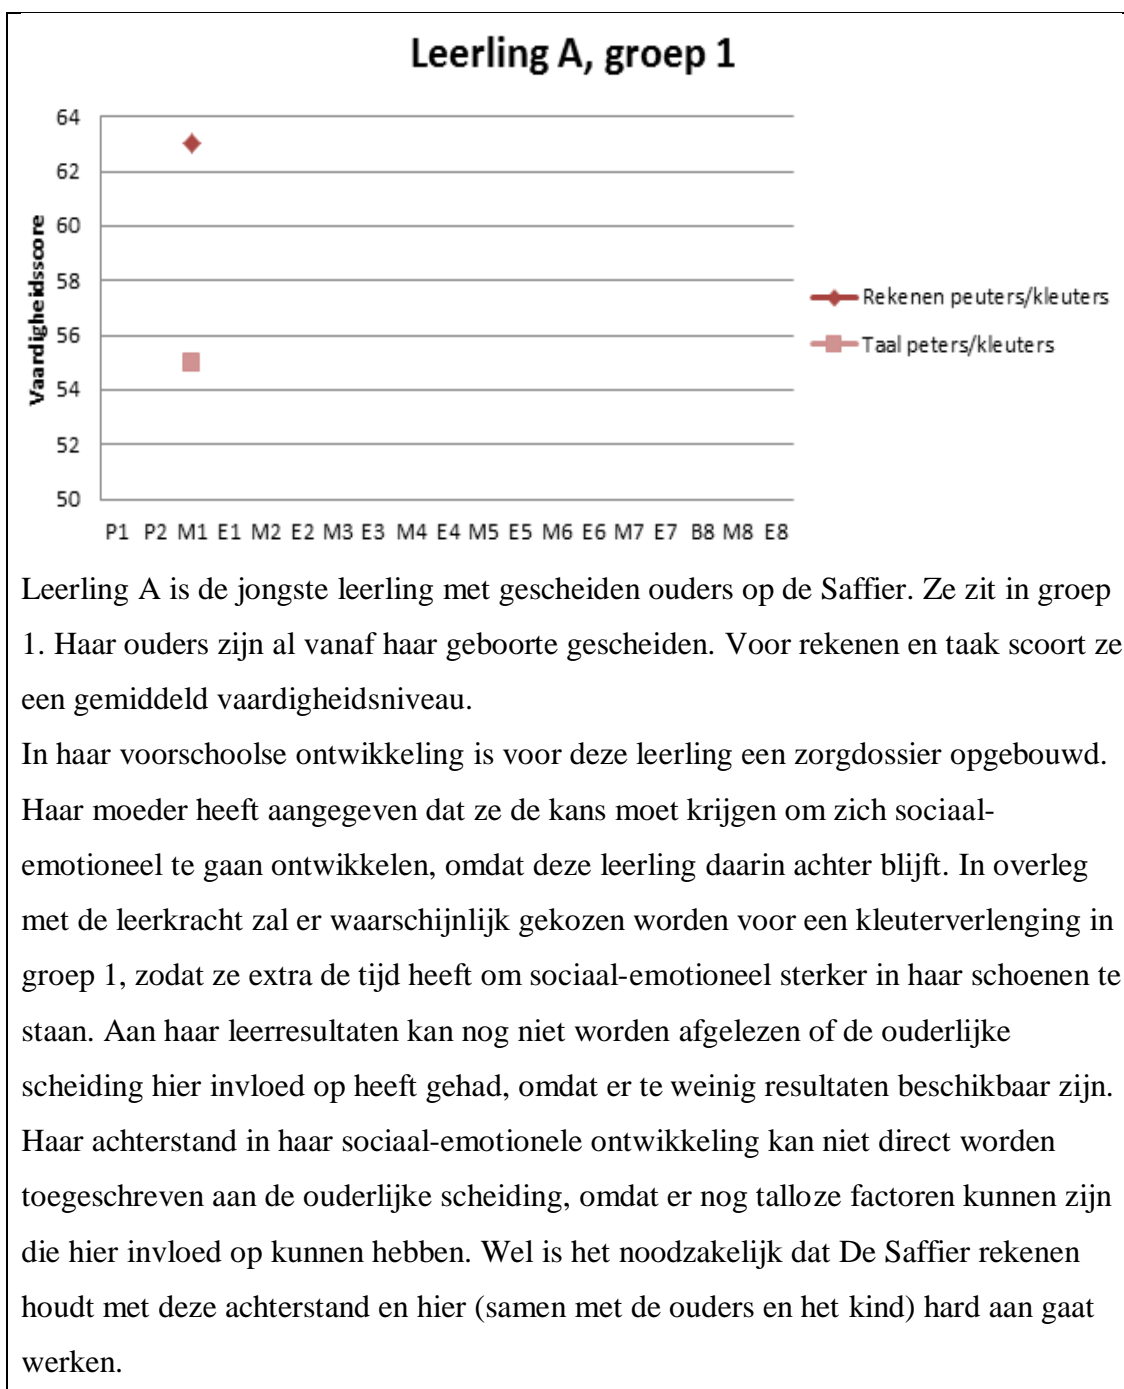 Leerling A, groep 1
64
62
60
58
56
54
52
50
Vaardigheidsscore
P1 P2 M1 E1 M2 E2 M3 E3 M4 E4 M5 E5 M6 E6 M7 E7 B8 M8 E8
Rekenen peuters/kleuters
Taal peters/kleuters
Leerling A is de jongste leerling met gescheiden ouders op de Saffier. Ze zit in groep
1. Haar ouders zijn al vanaf haar geboorte gescheiden. Voor rekenen en taak scoort ze
een gemiddeld vaardigheidsniveau.
In haar voorschoolse ontwikkeling is voor deze leerling een zorgdossier opgebouwd.
Haar moeder heeft aangegeven dat ze de kans moet krijgen om zich sociaal-
emotioneel te gaan ontwikkelen, omdat deze leerling daarin achter blijft. In overleg
met de leerkracht zal er waarschijnlijk gekozen worden voor een kleuterverlenging in
groep 1, zodat ze extra de tijd heeft om sociaal-emotioneel sterker in haar schoenen te
staan. Aan haar leerresultaten kan nog niet worden afgelezen of de ouderlijke
scheiding hier invloed op heeft gehad, omdat er te weinig resultaten beschikbaar zijn.
Haar achterstand in haar sociaal-emotionele ontwikkeling kan niet direct worden
toegeschreven aan de ouderlijke scheiding, omdat er nog talloze factoren kunnen zijn
die hier invloed op kunnen hebben. Wel is het noodzakelijk dat De Saffier rekenen
houdt met deze achterstand en hier (samen met de ouders en het kind) hard aan gaat
werken.